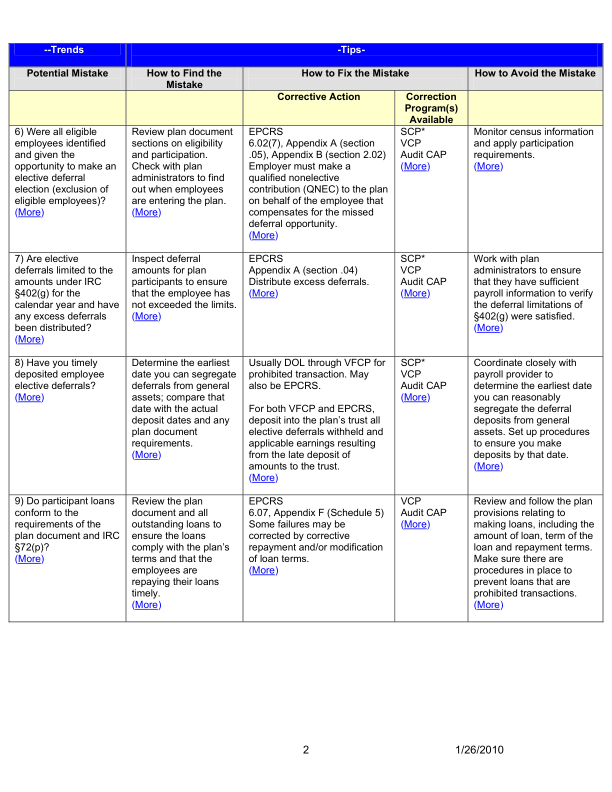 --Trends
-Tips-
Potential Mistake
How to Find the
Mistake
How to Fix the Mistake
How to Avoid the Mistake
Corrective Action
Correction
Program(s)
Available
6) Were all eligible
employees identified
and given the
opportunity to make an
elective deferral
election (exclusion of
eligible employees)?
(More)
Review plan document
sections on eligibility
and participation.
Check with plan
administrators to find
out when employees
are entering the plan.
(More)
EPCRS
6.02(7), Appendix A (section
.05), Appendix B (section 2.02)
Employer must make a
qualified nonelective
contribution (QNEC) to the plan
on behalf of the employee that
compensates for the missed
deferral opportunity.
(More)
SCP*
VCP
Audit CAP
(More)
Monitor census information
and apply participation
requirements.
(More)
7) Are elective
deferrals limited to the
amounts under IRC
§402(g) for the
calendar year and have
any excess deferrals
been distributed?
(More)
Inspect deferral
amounts for plan
participants to ensure
that the employee has
not exceeded the limits.
(More)
EPCRS
Appendix A (section .04)
Distribute excess deferrals.
(More)
SCP*
VCP
Audit CAP
(More)
Work with plan
administrators to ensure
that they have sufficient
payroll information to verify
the deferral limitations of
§402(g) were satisfied.
(More)
8) Have you timely
deposited employee
elective deferrals?
(More)
Determine the earliest
date you can segregate
deferrals from general
assets; compare that
date with the actual
deposit dates and any
plan document
requirements.
(More)
Usually DOL through VFCP for
prohibited transaction. May
also be EPCRS.
For both VFCP and EPCRS,
deposit into the plan's trust all
elective deferrals withheld and
applicable earnings resulting
from the late deposit of
amounts to the trust.
(More)
SCP*
VCP
Audit CAP
(More)
Coordinate closely with
payroll provider to
determine the earliest date
you can reasonably
segregate the deferral
deposits from general
assets. Set up procedures
to ensure you make
deposits by that date.
(More)
9) Do participant loans
conform to the
requirements of the
plan document and IRC
§72(p)?
(More)
Review the plan
document and all
outstanding loans to
ensure the loans
comply with the plan's
terms and that the
employees are
repaying their loans
timely.
(More)
EPCRS
6.07, Appendix F (Schedule 5)
Some failures may be
corrected by corrective
repayment and/or modification
of loan terms.
(More)
VCP
Audit CAP
(More)
Review and follow the plan
provisions relating to
making loans, including the
amount of loan, term of the
loan and repayment terms.
Make sure there are
procedures in place to
prevent loans that are
prohibited transactions.
(More)
2
1/26/2010